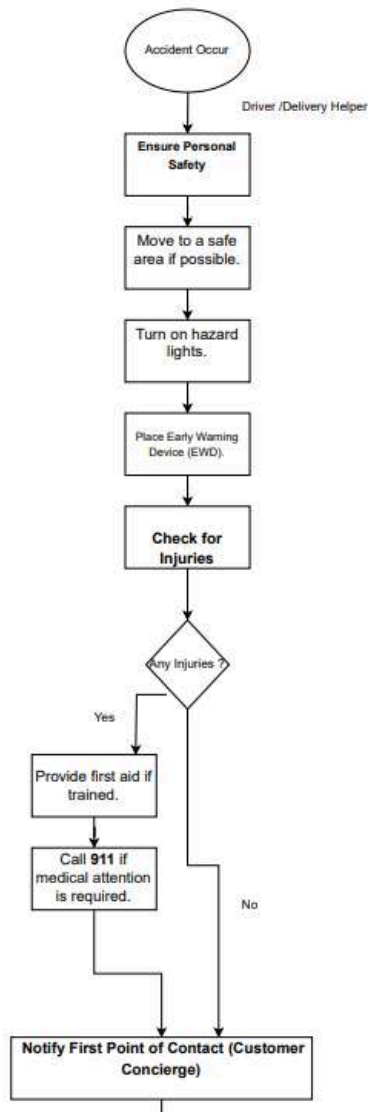 Accident Occur
Driver /Delivery Helper
Ensure Personal
Safety
Move to a safe
area if possible.
Turn on hazard
lights.
Place Early Warning
Device (EWD).
Check for
Injuries
Any Injuries ?
Yes
Provide first aid if
trained.
Call 911 if
medical attention
is required.
No
Notify First Point of Contact (Customer
Concierge)